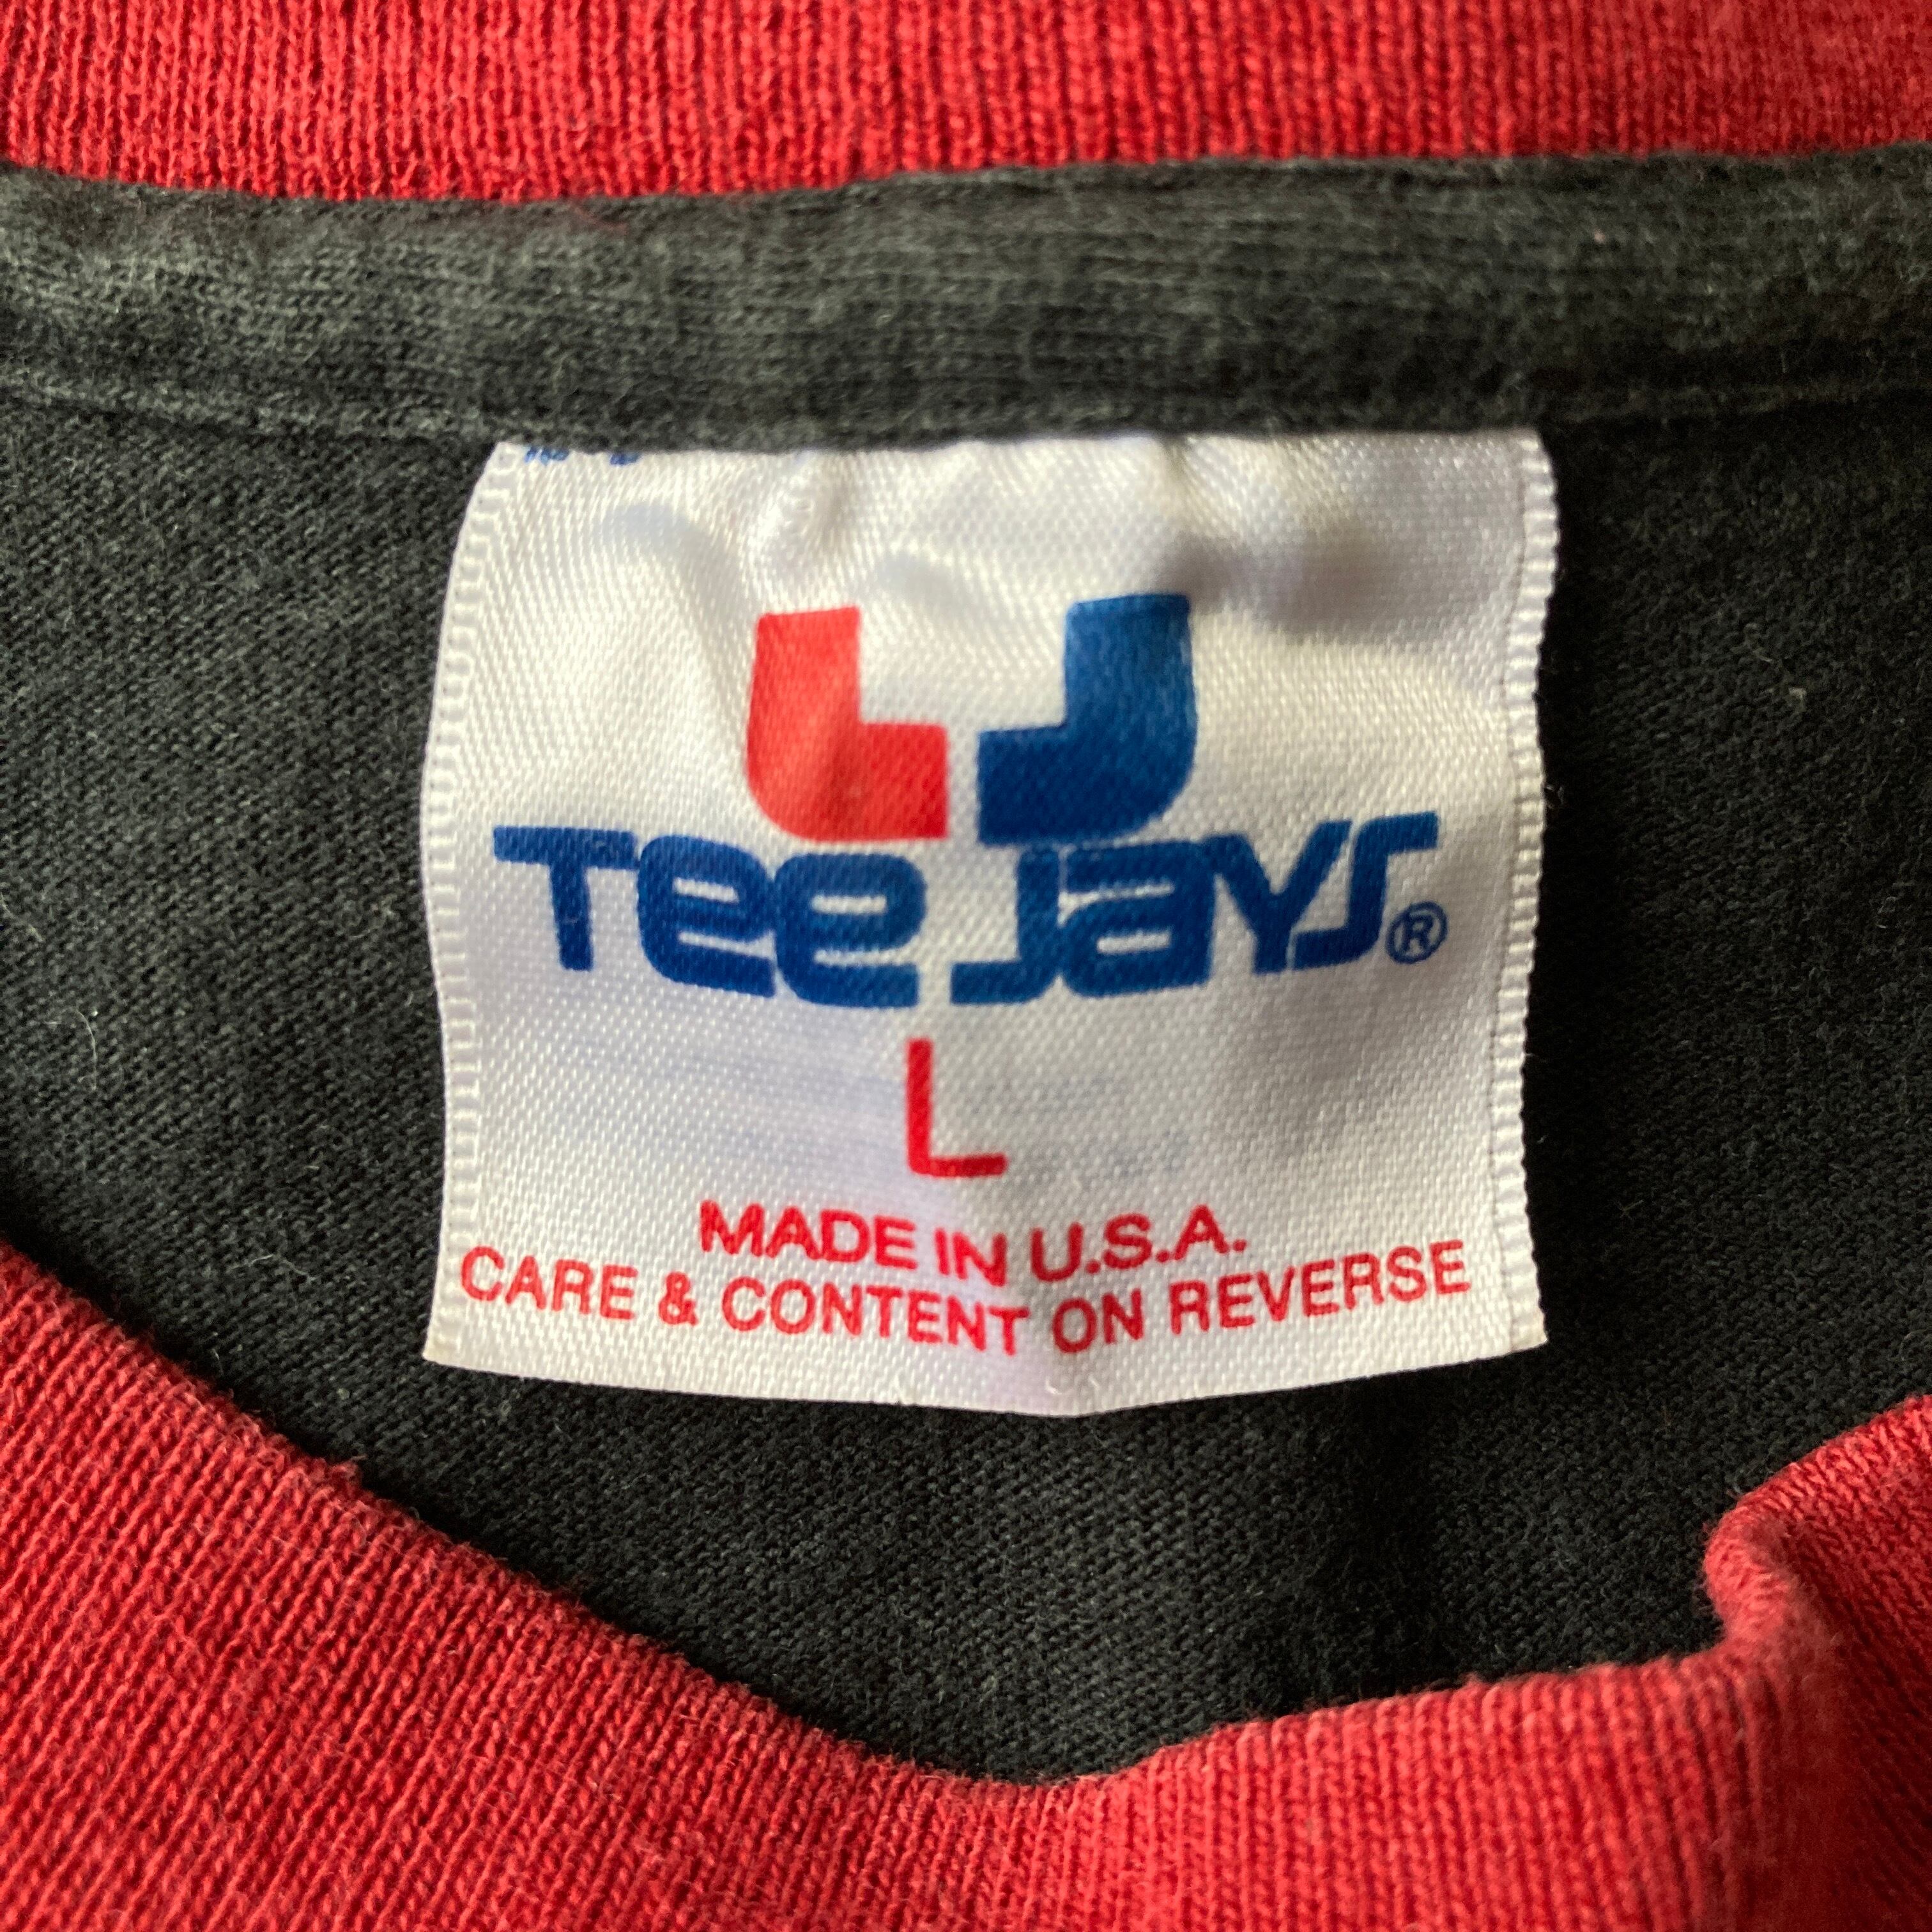 Tee Jays®
L
MADE IN U.S.A.
CARE & CONTENT ON REVERSE